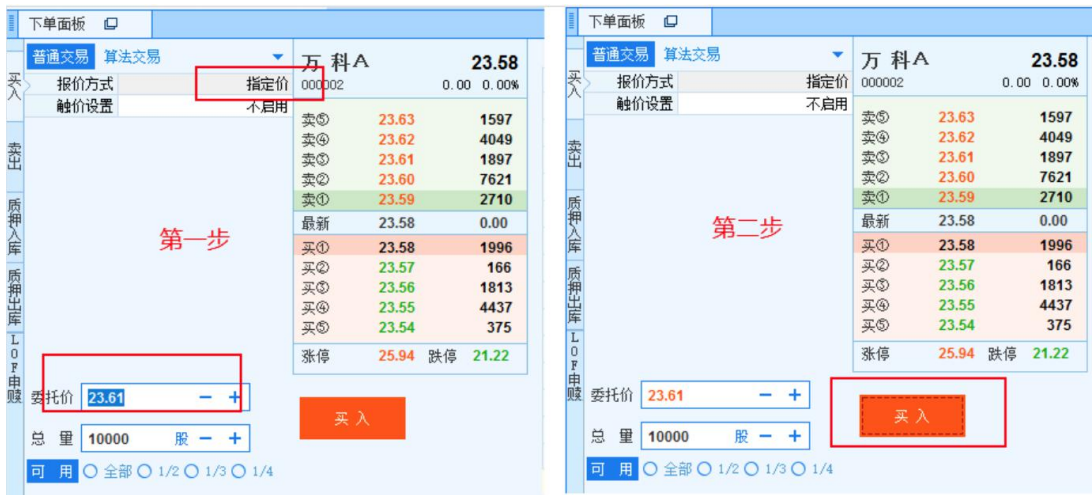 下单面板
普通交易 算法交易
报价方式 指定价
触价设置 不启用
买入
卖出
质押入库
质押出库
LOF申赎
第一步
万 科A 23.58
000002 0.00 0.00%
卖⑤ 23.63 1597
卖④ 23.62 4049
卖③ 23.61 1897
卖② 23.60 7621
卖① 23.59 2710
最新 23.58 0.00
买① 23.58 1996
买② 23.57 166
买③ 23.56 1813
买④ 23.55 4437
买⑤ 23.54 375
涨停 25.94 跌停 21.22
委托价 23.61 － ＋
总 量 10000 股 － ＋
可 用 全部 1/2 1/3 1/4
买入
下单面板
普通交易 算法交易
报价方式 指定价
触价设置 不启用
买入
卖出
质押入库
质押出库
LOF申赎
第二步
万 科A 23.58
000002 0.00 0.00%
卖⑤ 23.63 1597
卖④ 23.62 4049
卖③ 23.61 1897
卖② 23.60 7621
卖① 23.59 2710
最新 23.58 0.00
买① 23.58 1996
买② 23.57 166
买③ 23.56 1813
买④ 23.55 4437
买⑤ 23.54 375
涨停 25.94 跌停 21.22
委托价 23.61 － ＋
总 量 10000 股 － ＋
可 用 全部 1/2 1/3 1/4
买入